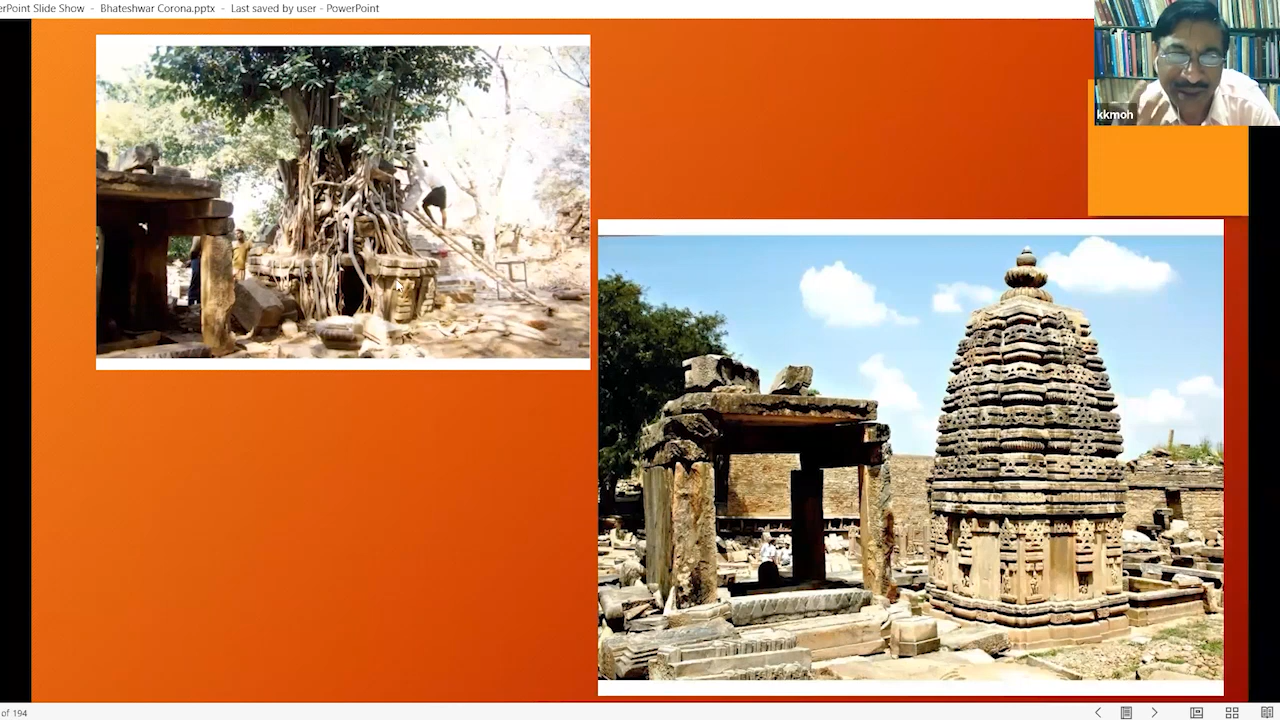 erPoint Slide Show - Bhateshwar Corona.pptx - Last saved by user - PowerPoint
kkmoh
of 194